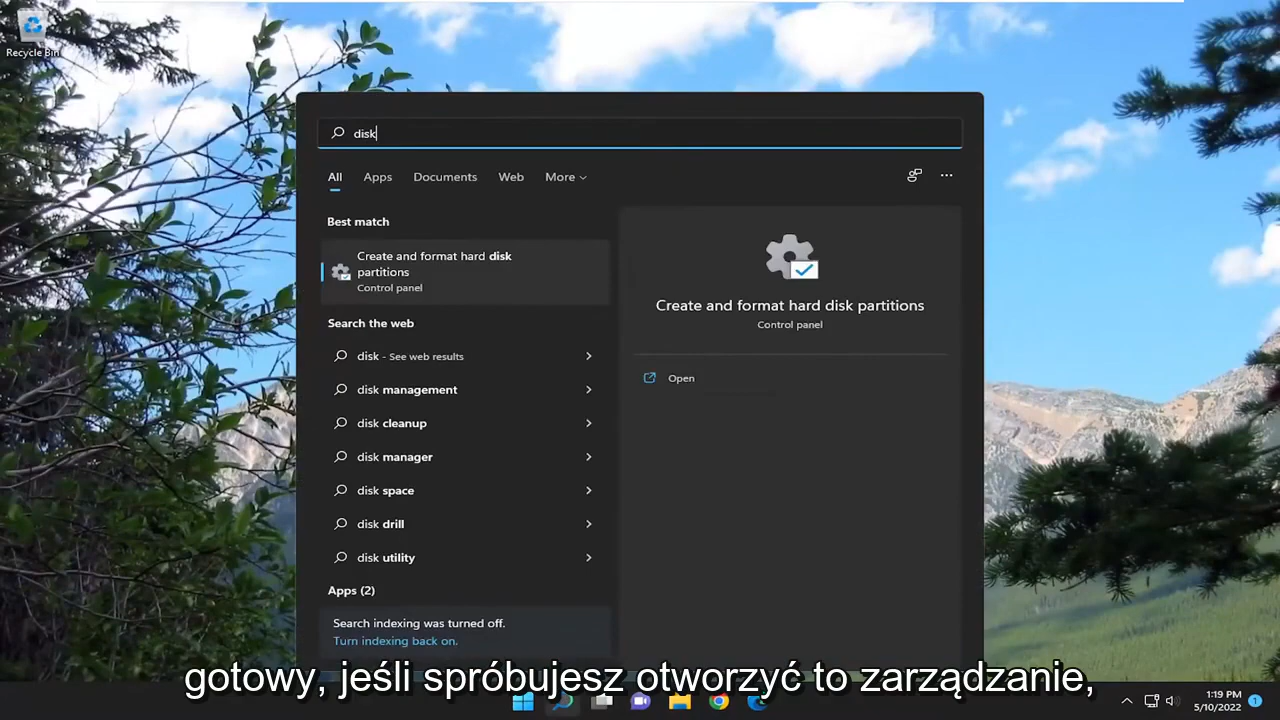 Recycle Bin
disk
All Apps Documents Web More
Best match
Create and format hard disk
partitions
Control panel
Search the web
disk - See web results
disk management
disk cleanup
disk manager
disk space
disk drill
disk utility
Apps (2)
Search indexing was turned off.
Turn indexing back on.
Create and format hard disk partitions
Control panel
Open
gotowy, jeśli spróbujesz otworzyć to zarządzanie,
1:19 PM
5/10/2022
1